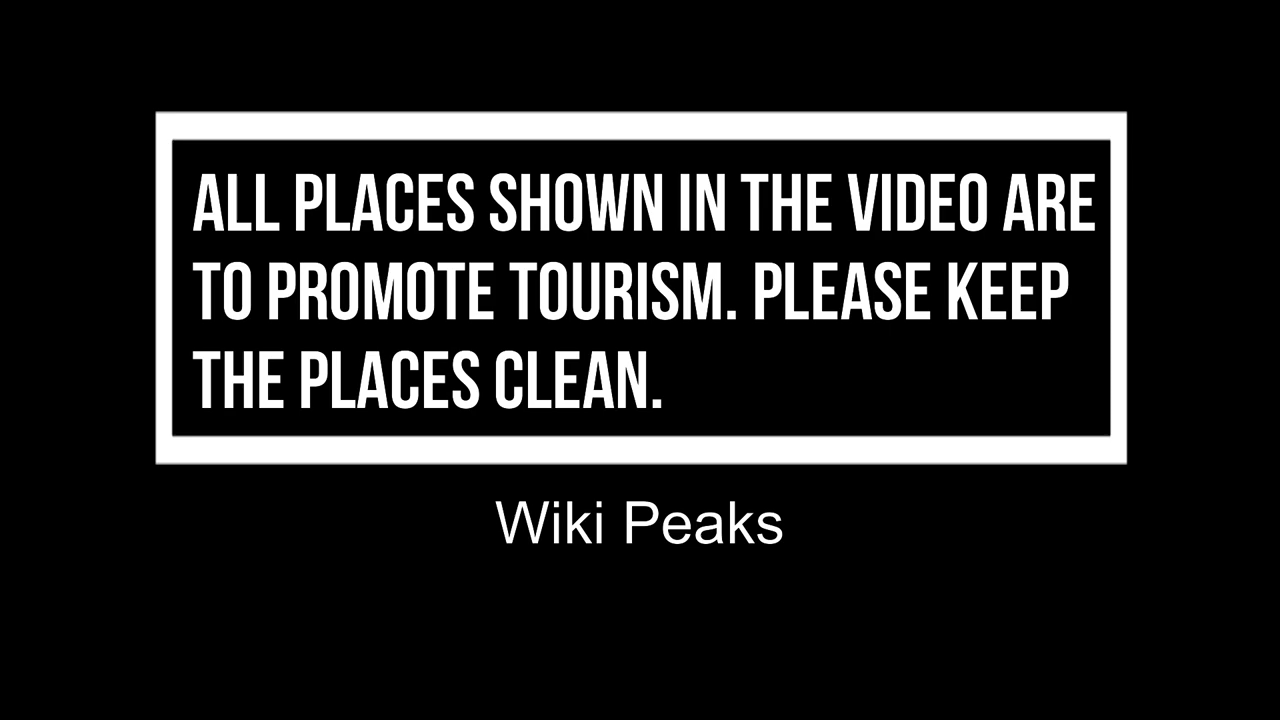 ALL PLACES SHOWN IN THE VIDEO ARE
TO PROMOTE TOURISM. PLEASE KEEP
THE PLACES CLEAN.
Wiki Peaks